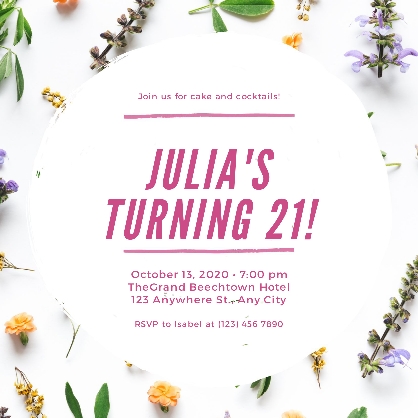 Join us for cake and cocktails!
JULIA'S
TURNING 21!
October 13, 2020 • 7:00 pm
TheGrand Beechtown Hotel
123 Anywhere St., Any City
RSVP to Isabel at (123) 456 7890